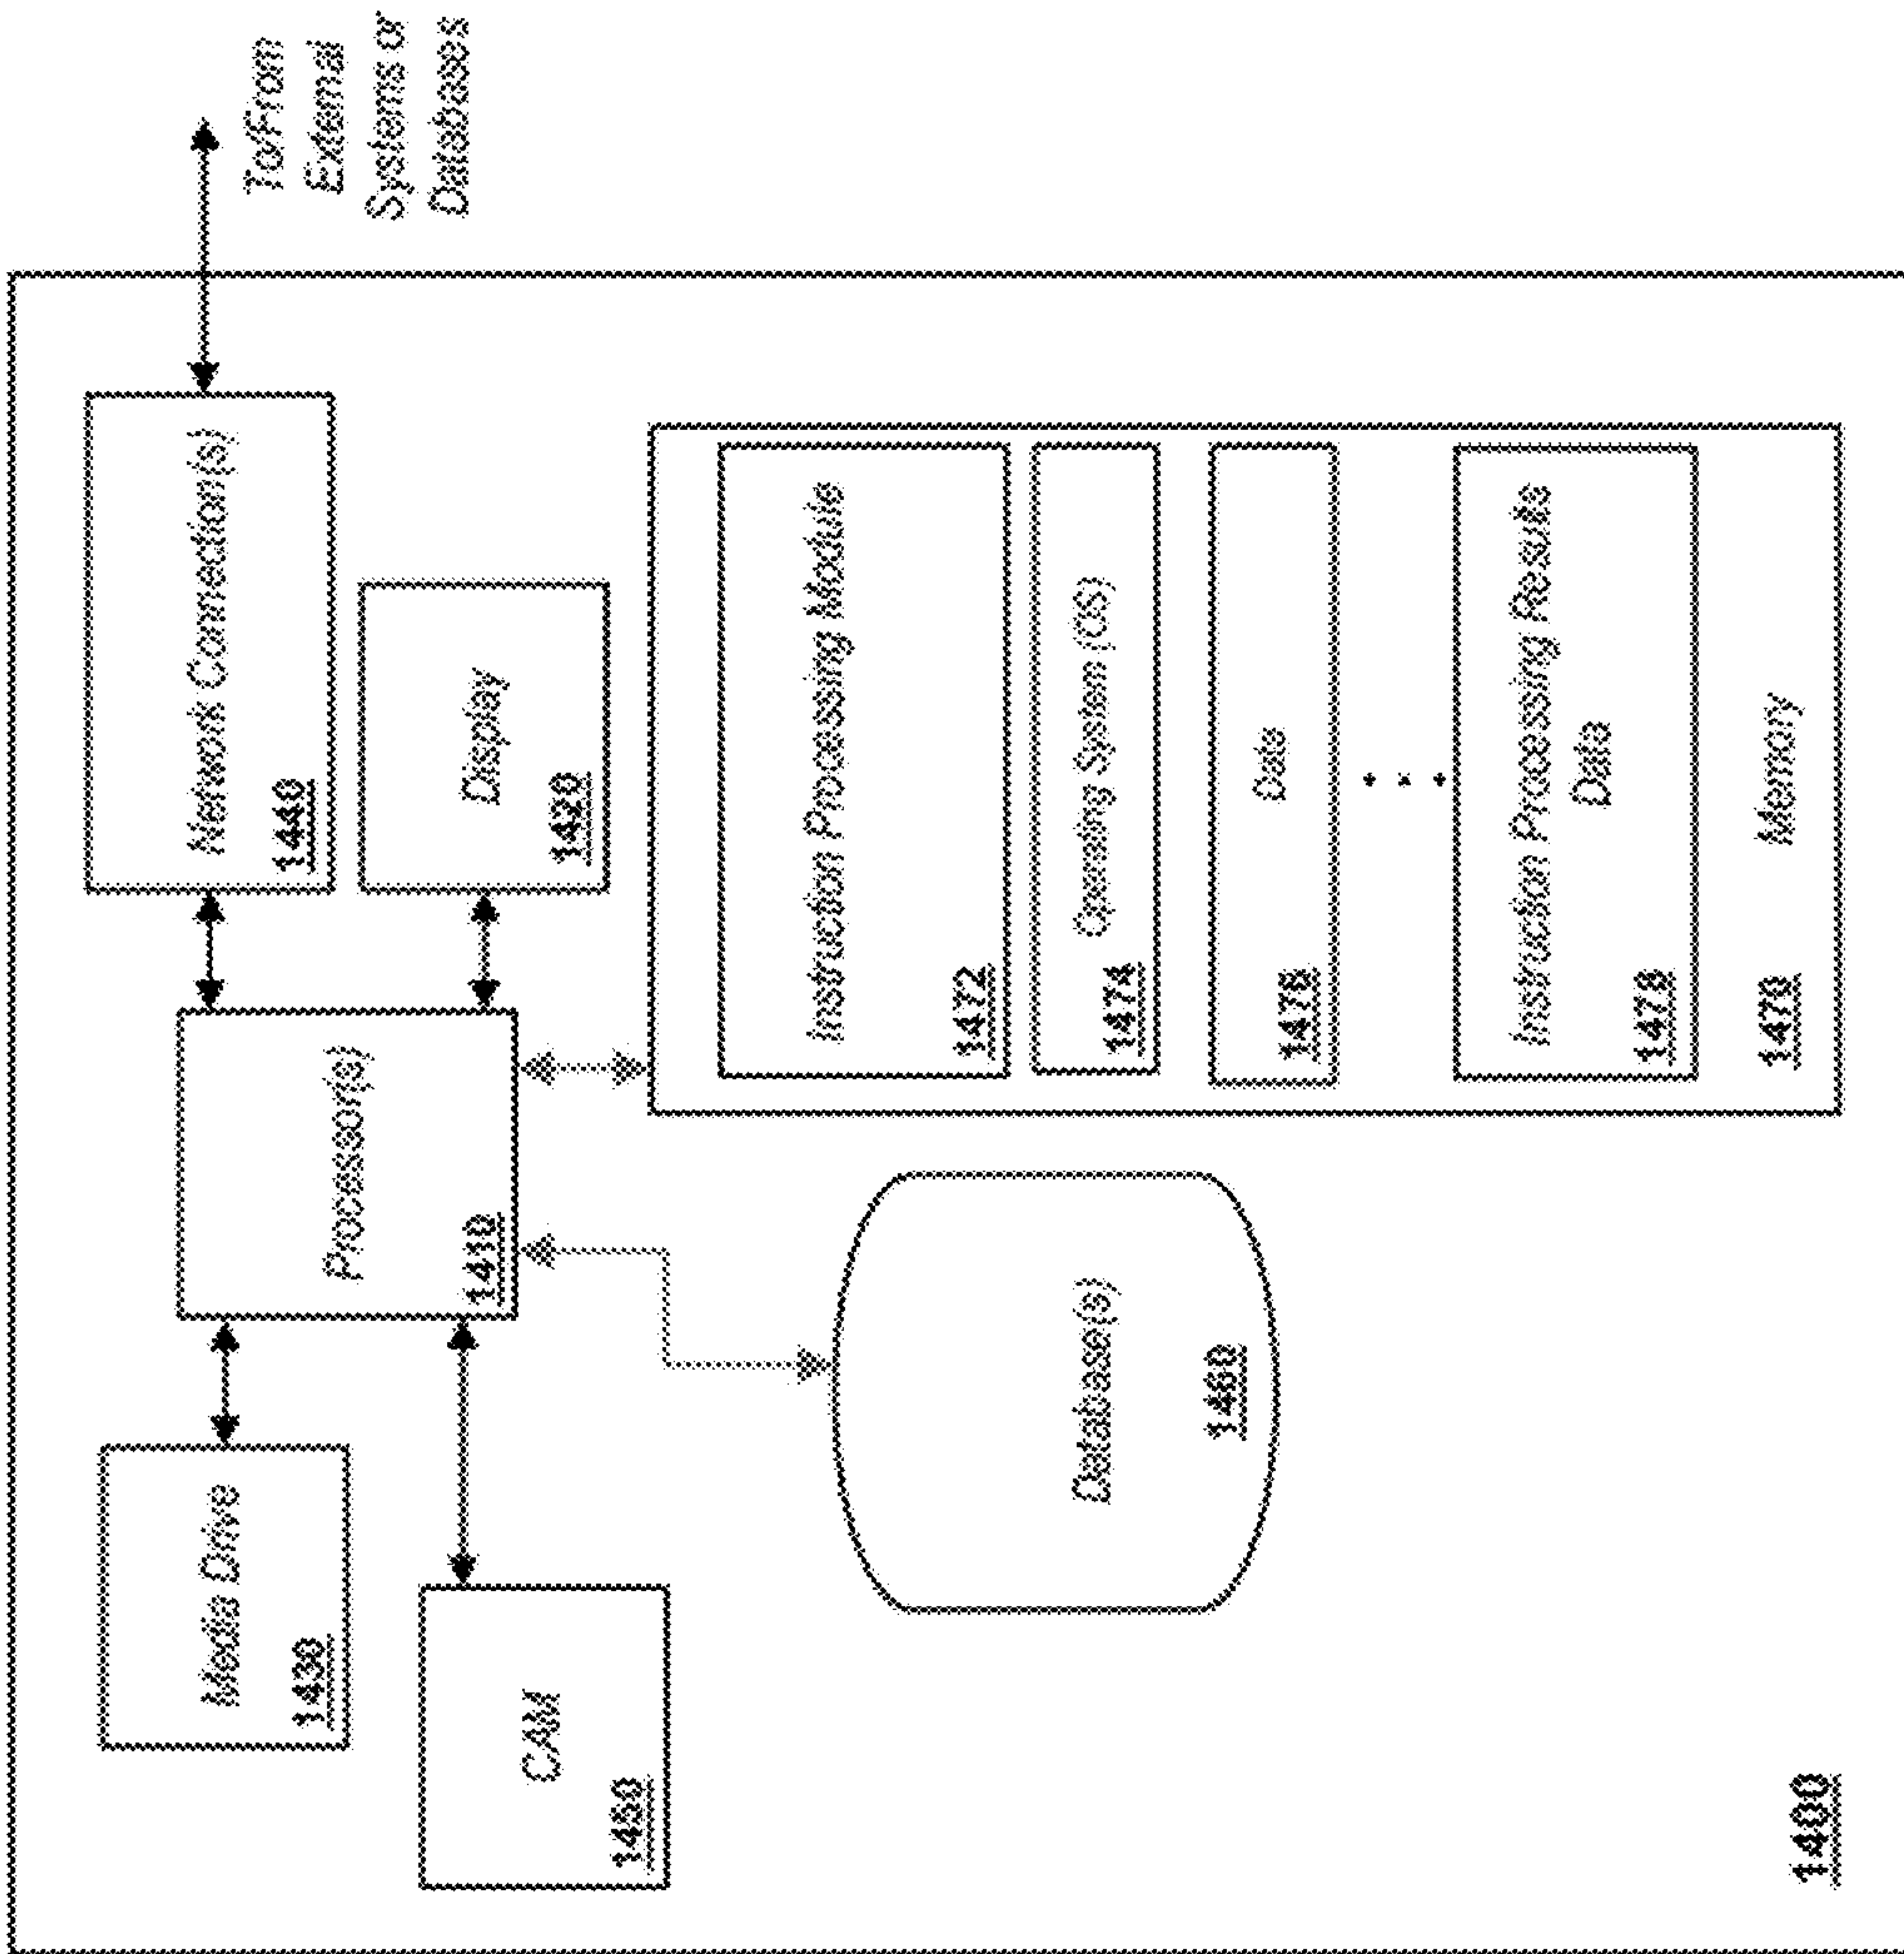 Media Drive
1430
CAM
1450
Processor(s)
1410
Network Connection(s)
1440
To/From
External
Systems or
Databases
Display
1420
Database(s)
1460
Instruction Processing Module
1472
Operating System (OS)
1474
Data
1476
. . .
Instruction Processing Results
Data
1478
Memory
1470
1400